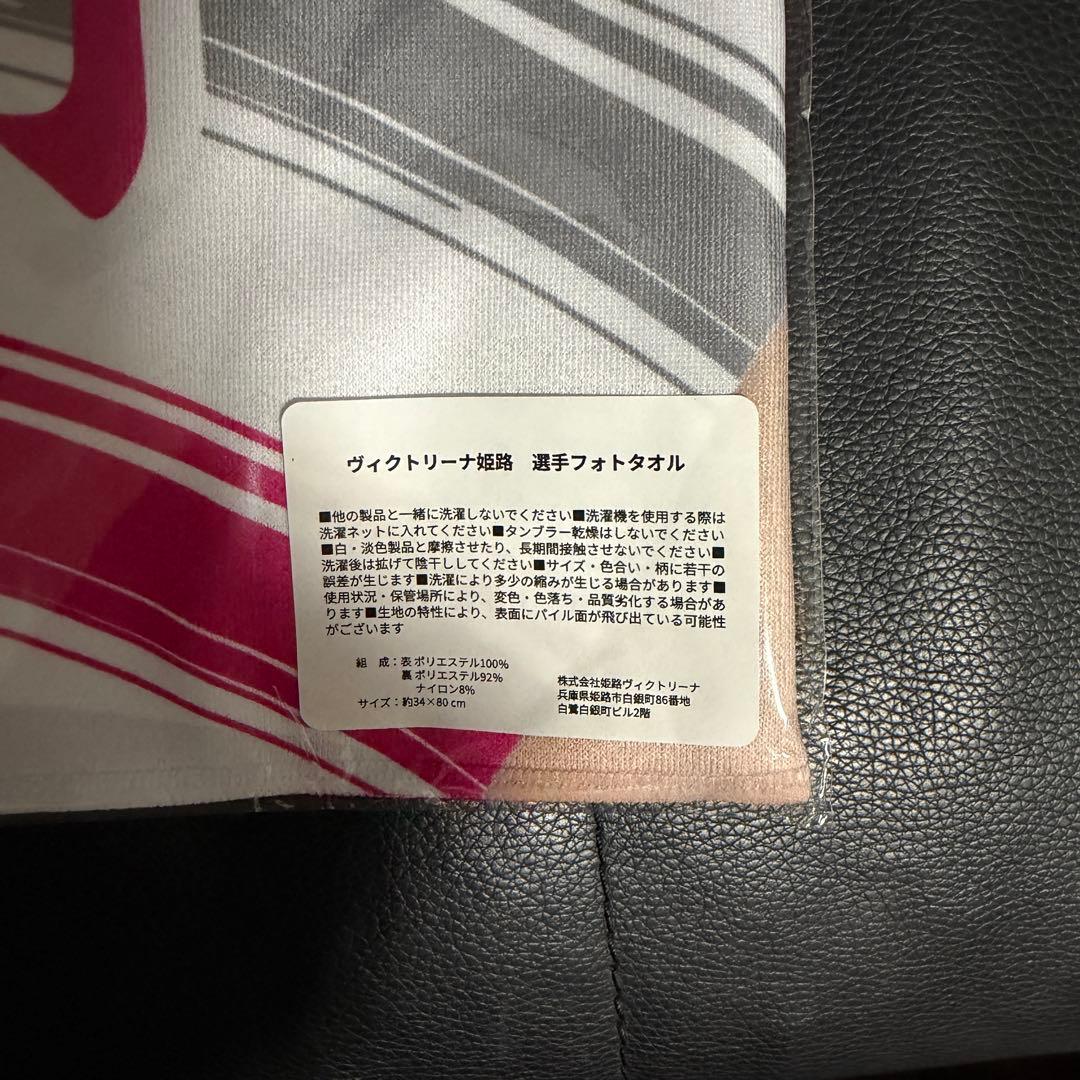 ヴィクトリーナ姫路　選手フォトタオル
■他の製品と一緒に洗濯しないでください■洗濯機を使用する際は
洗濯ネットに入れてください■タンブラー乾燥はしないでください
■白・淡色製品と摩擦させたり、長期間接触させないでください■
洗濯後は拡げて陰干ししてください■サイズ・色合い・柄に若干の
誤差が生じます■洗濯により多少の縮みが生じる場合があります■
使用状況・保管場所により、変色・色落ち・品質劣化する場合があ
ります■生地の特性により、表面にパイル面が飛び出ている可能性
がございます
組　成：表 ポリエステル100%
裏 ポリエステル92%
ナイロン8%
サイズ：約34×80 cm
株式会社姫路ヴィクトリーナ
兵庫県姫路市白銀町86番地
白鷺白銀町ビル2階